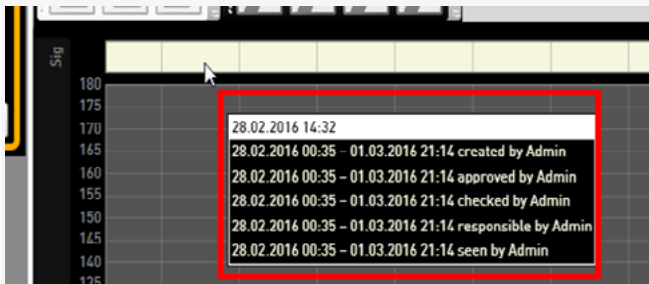 Sig
180
175
170
165
160
155
150
145
140
125
28.02.2016 14:32
28.02.2016 00:35 – 01.03.2016 21:14 created by Admin
28.02.2016 00:35 – 01.03.2016 21:14 approved by Admin
28.02.2016 00:35 – 01.03.2016 21:14 checked by Admin
28.02.2016 00:35 – 01.03.2016 21:14 responsible by Admin
28.02.2016 00:35 – 01.03.2016 21:14 seen by Admin